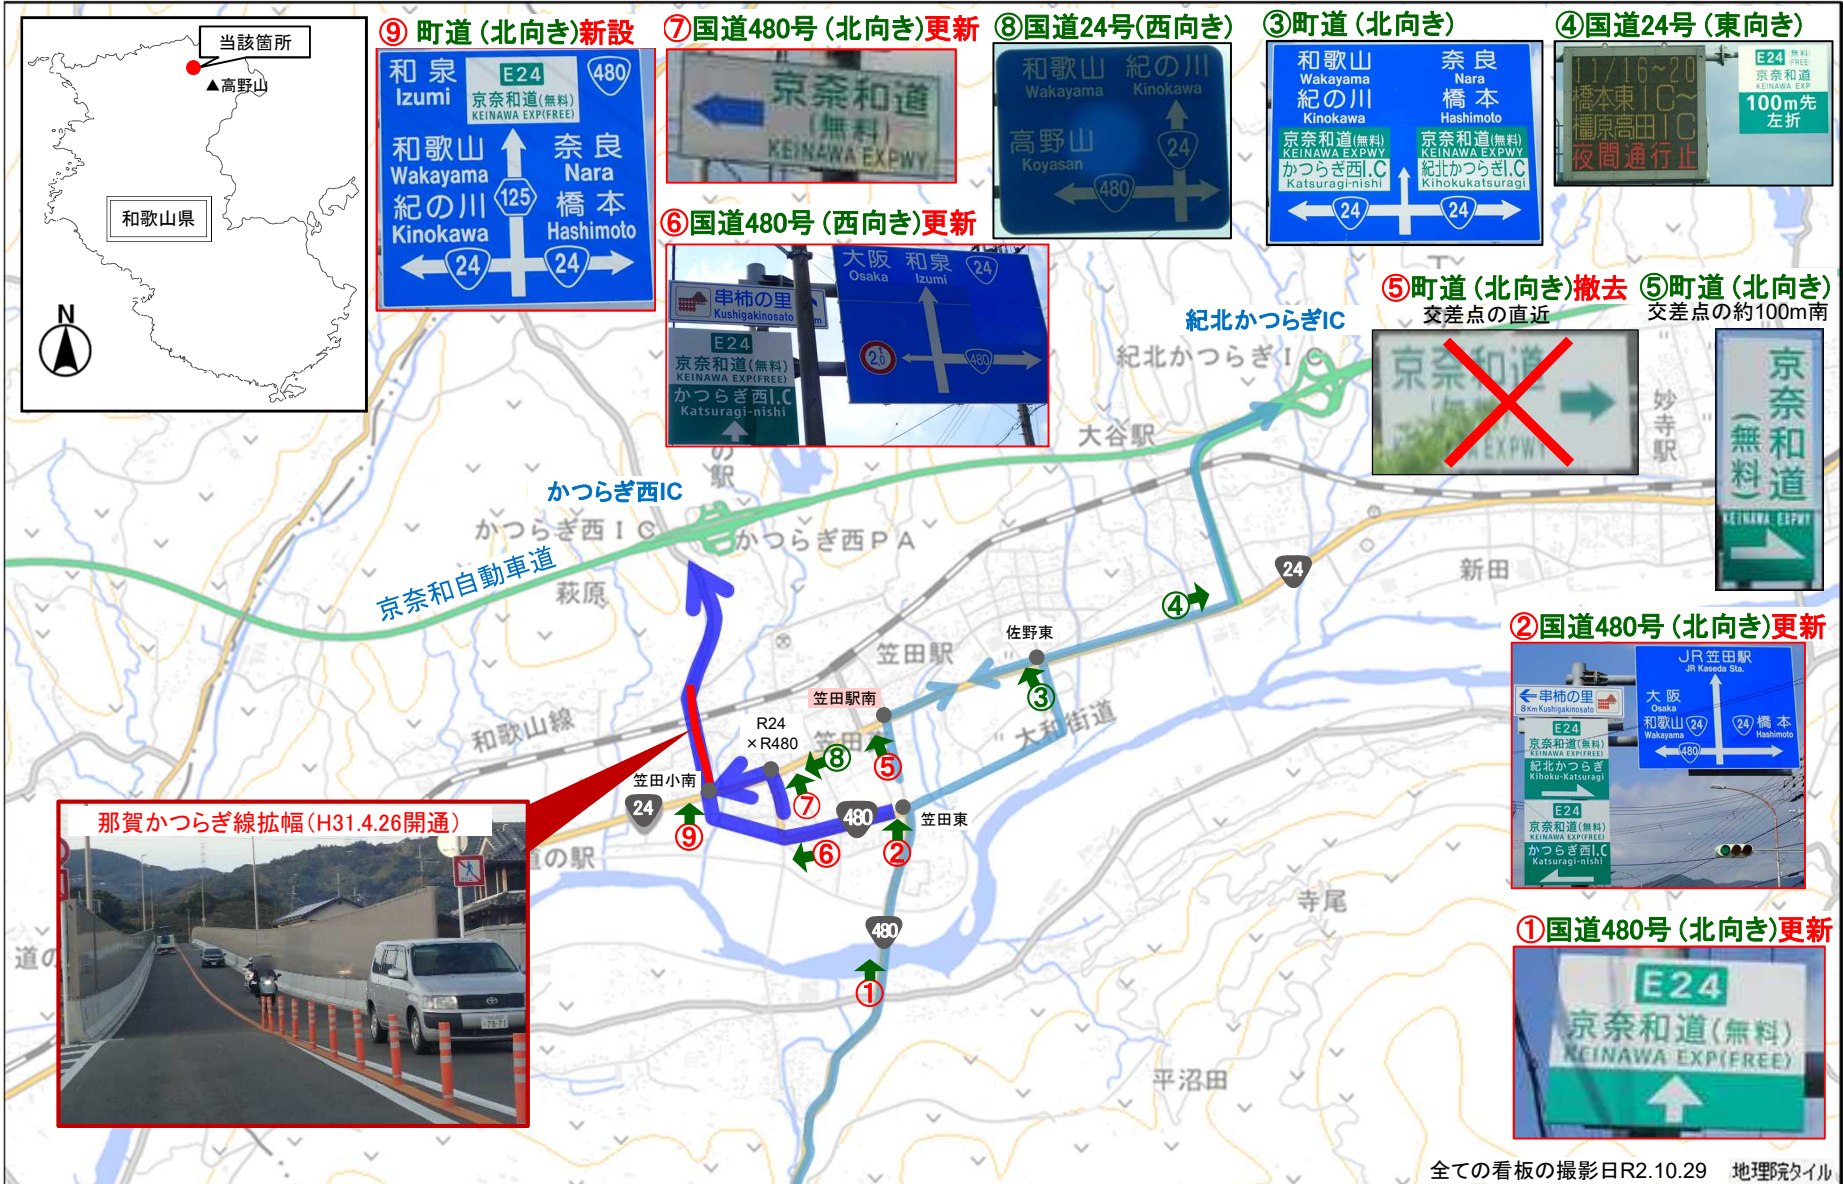 当該箇所
▲高野山
和歌山県
N
⑨ 町道 (北向き)新設
和泉
Izumi
E24
京奈和道(無料)
KEINAWA EXP(FREE)
480
和歌山
Wakayama
紀の川
Kinokawa
125
奈良
Nara
橋本
Hashimoto
24
24
⑦国道480号 (北向き)更新
京奈和道
(無料)
KEINAWA EXPWY
⑧国道24号(西向き)
和歌山
Wakayama
紀の川
Kinokawa
高野山
Koyasan
24
480
③町道 (北向き)
和歌山
Wakayama
紀の川
Kinokawa
奈良
Nara
橋本
Hashimoto
京奈和道(無料)
KEINAWA EXPWY
かつらぎ西I.C
Katsuragi-nishi
京奈和道(無料)
KEINAWA EXPWY
紀北かつらぎI.C
Kihokukatsuragi
24
24
④国道24号 (東向き)
11/16~20
橋本東IC~
橿原高田IC
夜間通行止
E24
無料
(FREE)
京奈和道
KEINAWA EXP
100m先
左折
⑥国道480号 (西向き)更新
串柿の里
Kushigakinosato
E24
京奈和道(無料)
KEINAWA EXP(FREE)
かつらぎ西I.C
Katsuragi-nishi
大阪
Osaka
和泉
Izumi
24
480
⑤町道 (北向き)撤去
交差点の直近
京奈和道
EXPWY
⑤町道 (北向き)
交差点の約100m南
京奈和道
(無料)
KEINAWA EXPWY
紀北かつらぎIC
紀北かつらぎIC
大谷駅
妙寺駅
の駅
かつらぎ西IC
かつらぎ西IC
かつらぎ西PA
京奈和自動車道
萩原
24
新田
④
佐野東
笠田駅
③
笠田駅南
大和街道
和歌山線
R24
×R480
笠田
⑧
⑤
⑦
笠田小南
24
480
笠田東
⑨
⑥
②
道の駅
480
①
道の
寺尾
平沼田
②国道480号 (北向き)更新
串柿の里
8Km Kushigakinosato
E24
京奈和道(無料)
KEINAWA EXP(FREE)
紀北かつらぎ
Kihoku-Katsuragi
E24
京奈和道(無料)
KEINAWA EXP(FREE)
かつらぎ西I.C
Katsuragi-nishi
JR笠田駅
JR Kaseda Sta.
大阪
Osaka
和歌山
Wakayama
24
24
橋本
Hashimoto
480
①国道480号 (北向き)更新
E24
京奈和道(無料)
KEINAWA EXP(FREE)
那賀かつらぎ線拡幅(H31.4.26開通)
全ての看板の撮影日R2.10.29
地理院タイル